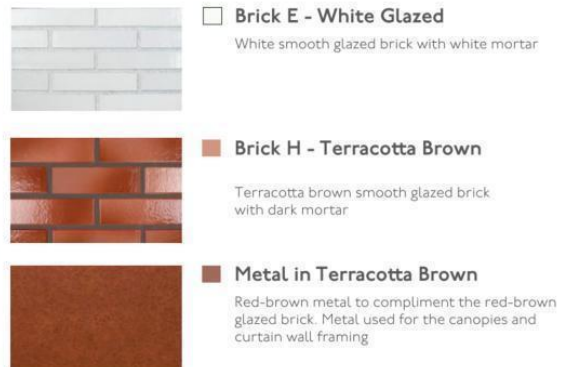 Brick E - White Glazed
White smooth glazed brick with white mortar
Brick H - Terracotta Brown
Terracotta brown smooth glazed brick
with dark mortar
Metal in Terracotta Brown
Red-brown metal to compliment the red-brown
glazed brick. Metal used for the canopies and
curtain wall framing